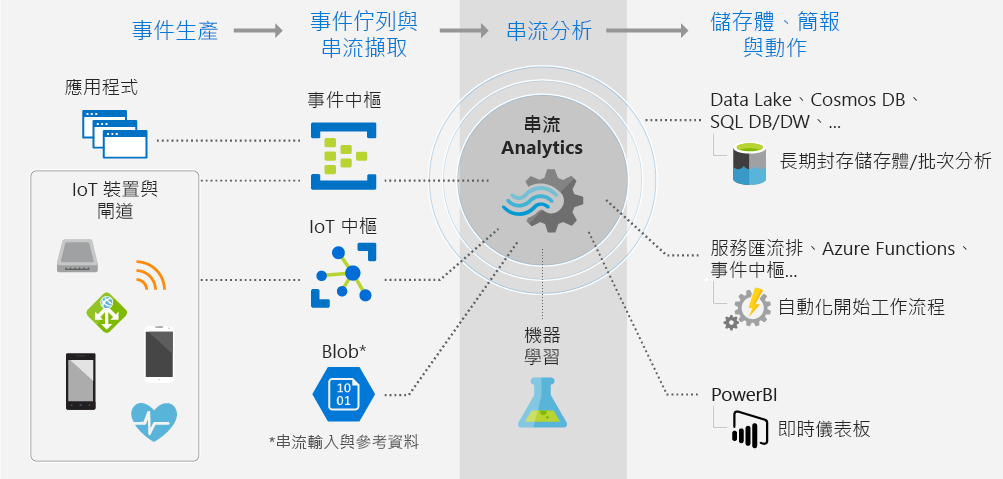 事件生產
事件佇列與
串流擷取
串流分析
儲存體、簡報
與動作
應用程式
IoT 裝置與
閘道
事件中樞
IoT 中樞
Blob*
10
01
*串流輸入與參考資料
串流
Analytics
機器
學習
Data Lake、Cosmos DB、
SQL DB/DW、...
長期封存儲存體/批次分析
服務匯流排、Azure Functions、
事件中樞...
自動化開始工作流程
PowerBI
即時儀表板